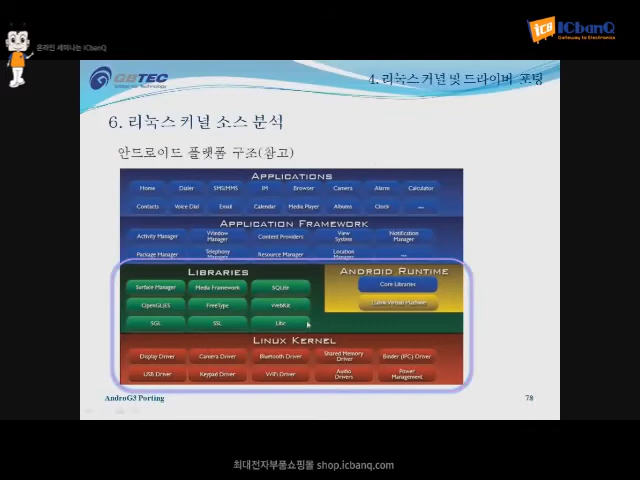 온라인 세미나는 ICbanQ
ICbanQ
Gateway to Electronics
GBTEC
4. 리눅스 커널 및 드라이버 포팅
6. 리눅스 커널 소스 분석
안드로이드 플랫폼 구조(참고)
APPLICATIONS
Home Dialer SMS/MMS IM Browser Camera Alarm Calculator
Contacts Voice Dial Email Calendar Media Player Albums Clock ...
APPLICATION FRAMEWORK
Activity Manager Window Manager Content Providers View System Notification Manager
Package Manager Telephony Manager Resource Manager Location Manager ...
LIBRARIES
Surface Manager Media Framework SQLite
OpenGL|ES FreeType WebKit
SGL SSL Libc
ANDROID RUNTIME
Core Libraries
Dalvik Virtual Machine
LINUX KERNEL
Display Driver Camera Driver Bluetooth Driver Shared Memory Driver Binder (IPC) Driver
USB Driver Keypad Driver WiFi Driver Audio Drivers Power Management
AndroG3 Porting
78
최대전자부품쇼핑몰 shop.icbanq.com